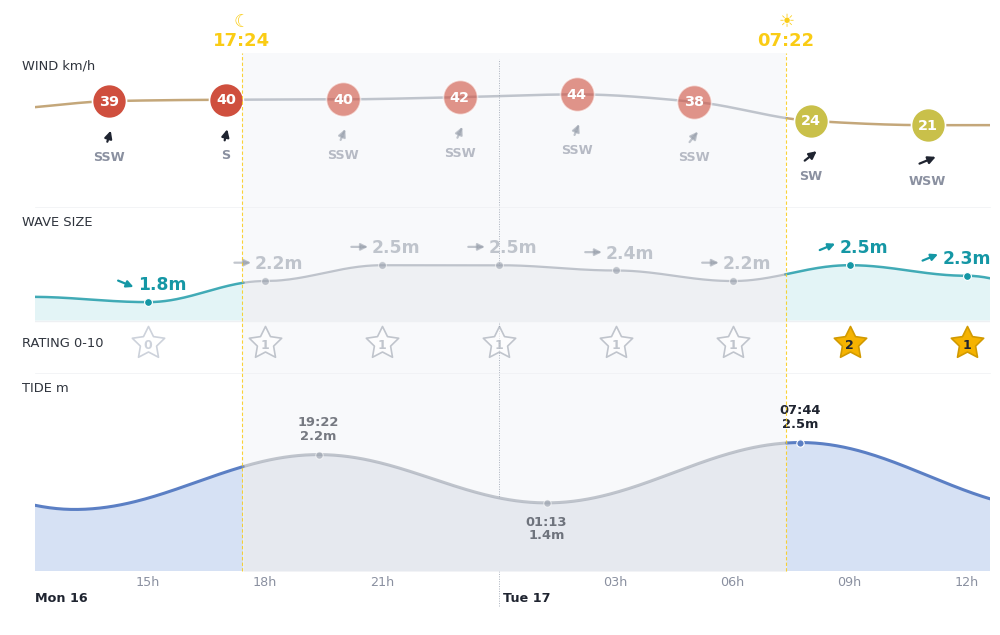 17:24 07:22
WIND km/h
39 40 40 42 44 38 24 21
SSW S SSW SSW SSW SSW SW WSW
WAVE SIZE
1.8m 2.2m 2.5m 2.5m 2.4m 2.2m 2.5m 2.3m
RATING 0-10
0 1 1 1 1 1 2 1
TIDE m
19:22
2.2m
07:44
2.5m
01:13
1.4m
15h 18h 21h 03h 06h 09h 12h
Mon 16 Tue 17